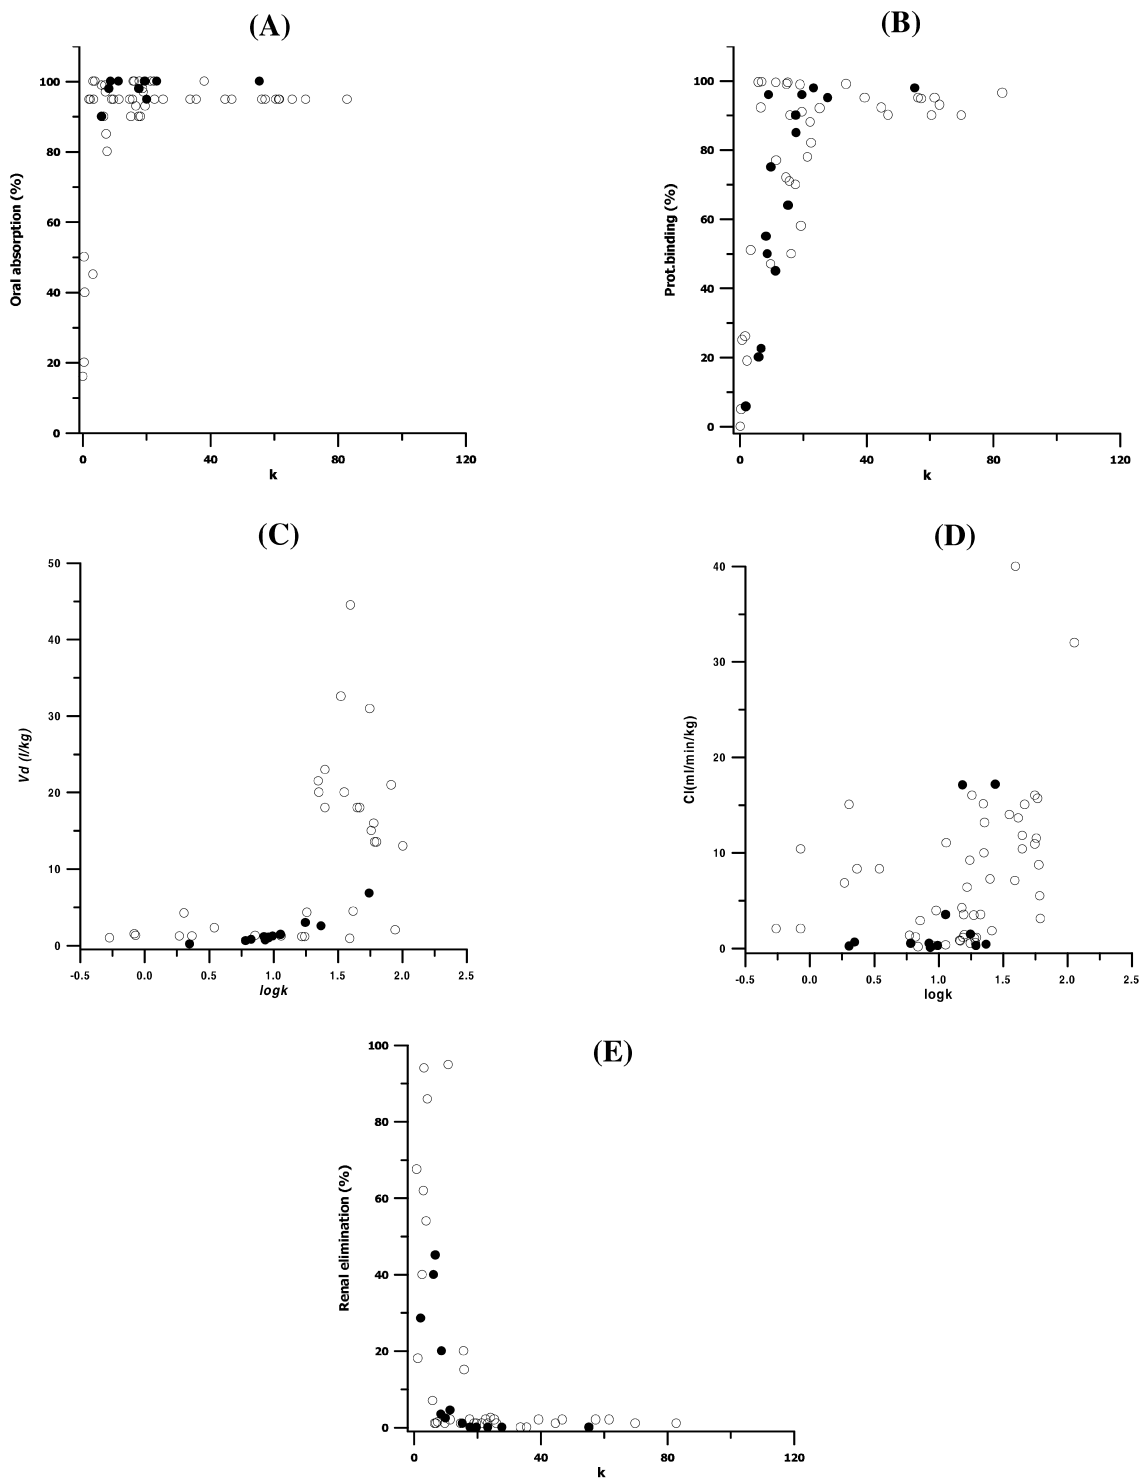 (A)
100
80
60
40
20
0
Oral absorption (%)
0 40 80 120
k
(B)
100
80
60
40
20
0
Prot.binding (%)
0 40 80 120
k
(C)
50
40
30
20
10
0
Vd (l/kg)
-0.5 0.0 0.5 1.0 1.5 2.0 2.5
logk
(D)
40
30
20
10
0
Cl(ml/min/kg)
-0.5 0.0 0.5 1.0 1.5 2.0 2.5
logk
(E)
100
80
60
40
20
0
Renal elimination (%)
0 40 80 120
k